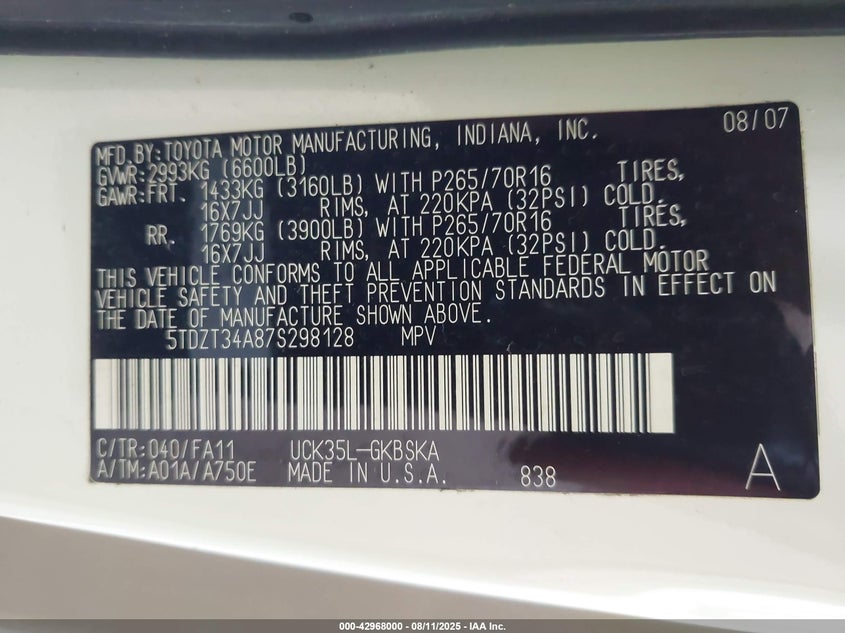 08/07
MFD.BY:TOYOTA MOTOR MANUFACTURING, INDIANA, INC.
GVWR:2993KG (6600LB)
GAWR:FRT. 1433KG (3160LB) WITH P265/70R16 TIRES,
16X7JJ RIMS, AT 220KPA (32PSI) COLD.
RR. 1769KG (3900LB) WITH P265/70R16 TIRES,
16X7JJ RIMS, AT 220KPA (32PSI) COLD.
THIS VEHICLE CONFORMS TO ALL APPLICABLE FEDERAL MOTOR
VEHICLE SAFETY AND THEFT PREVENTION STANDARDS IN EFFECT ON
THE DATE OF MANUFACTURE SHOWN ABOVE.
5TDZT34A87S298128 MPV
C/TR:040/FA11 UCK35L-GKBSKA
A/TM:A01A/A750E MADE IN U.S.A. 838 A
000-42968000 - 08/11/2025 - IAA Inc.